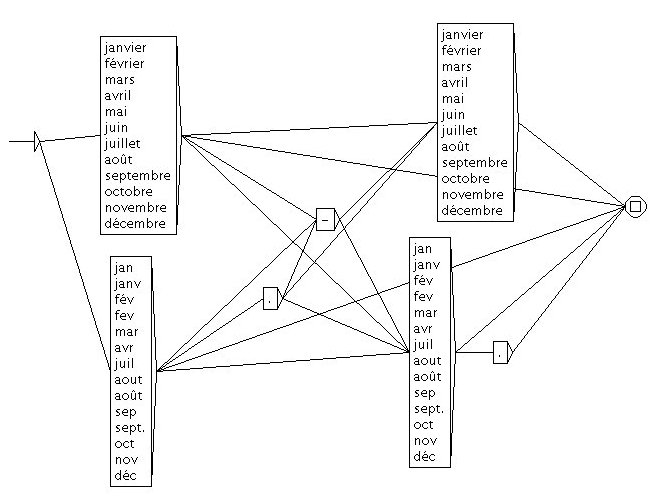 janvier
février
mars
avril
mai
juin
juillet
août
septembre
octobre
novembre
décembre
janvier
février
mars
avril
mai
juin
juillet
août
septembre
octobre
novembre
décembre
–
.
jan
janv
fév
fev
mar
avr
juil
aout
août
sep
sept.
oct
nov
déc
jan
janv
fév
fev
mar
avr
juil
aout
août
sep
sept.
oct
nov
déc
.